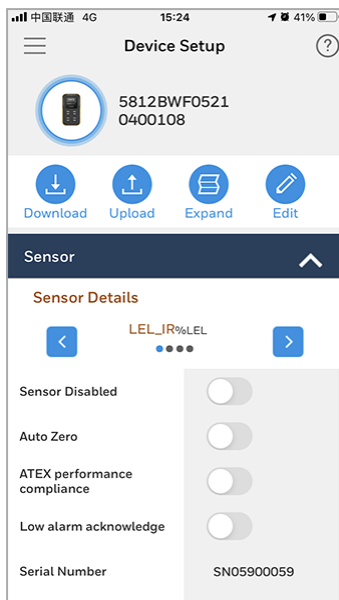 中国联通 4G 15:24 41%
Device Setup ?
5812BWF0521
0400108
Download Upload Expand Edit
Sensor
Sensor Details
LEL_IR%LEL
Sensor Disabled
Auto Zero
ATEX performance
compliance
Low alarm acknowledge
Serial Number SN05900059